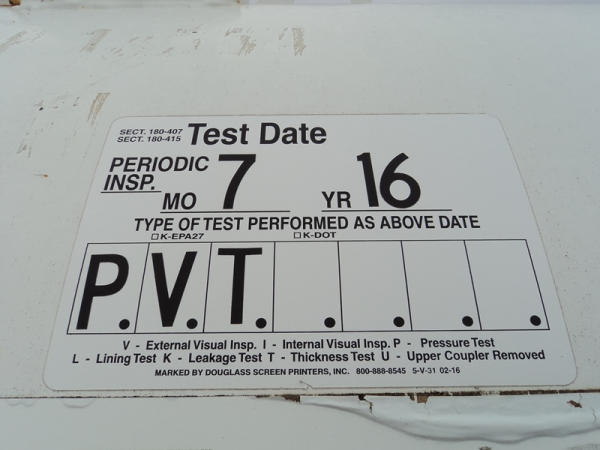 SECT. 180-407
SECT. 180-415 Test Date
PERIODIC
INSP. MO 7 YR 16
TYPE OF TEST PERFORMED AS ABOVE DATE
☐K-EPA27 ☐K-DOT
P. V. T. . . . .
V - External Visual Insp. I - Internal Visual Insp. P - Pressure Test
L - Lining Test K - Leakage Test T - Thickness Test U - Upper Coupler Removed
MARKED BY DOUGLASS SCREEN PRINTERS, INC. 800-888-8545 5-V-31 02-16